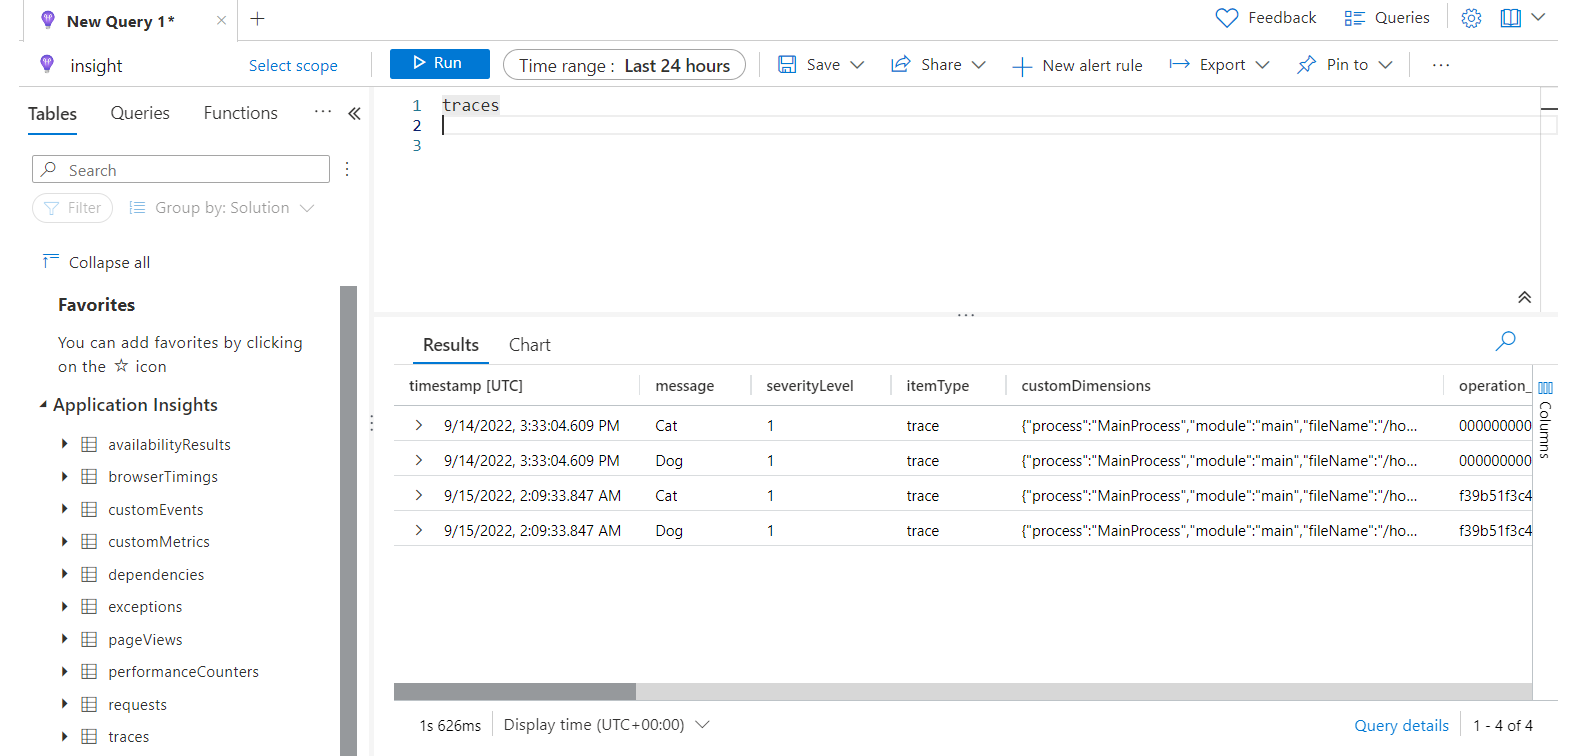 New Query 1*
Feedback
Queries
insight
Select scope
Run
Time range : Last 24 hours
Save
Share
New alert rule
Export
Pin to
Tables
Queries
Functions
Search
Filter
Group by: Solution
Collapse all
Favorites
You can add favorites by clicking
on the ☆ icon
Application Insights
availabilityResults
browserTimings
customEvents
customMetrics
dependencies
exceptions
pageViews
performanceCounters
requests
traces
1 traces
2
3
Results
Chart
timestamp [UTC] message severityLevel itemType customDimensions operation_
9/14/2022, 3:33:04.609 PM Cat 1 trace {"process":"MainProcess","module":"main","fileName":"/ho... 000000000
9/14/2022, 3:33:04.609 PM Dog 1 trace {"process":"MainProcess","module":"main","fileName":"/ho... 000000000
9/15/2022, 2:09:33.847 AM Cat 1 trace {"process":"MainProcess","module":"main","fileName":"/ho... f39b51f3c4
9/15/2022, 2:09:33.847 AM Dog 1 trace {"process":"MainProcess","module":"main","fileName":"/ho... f39b51f3c4
Columns
1s 626ms
Display time (UTC+00:00)
Query details
1 - 4 of 4